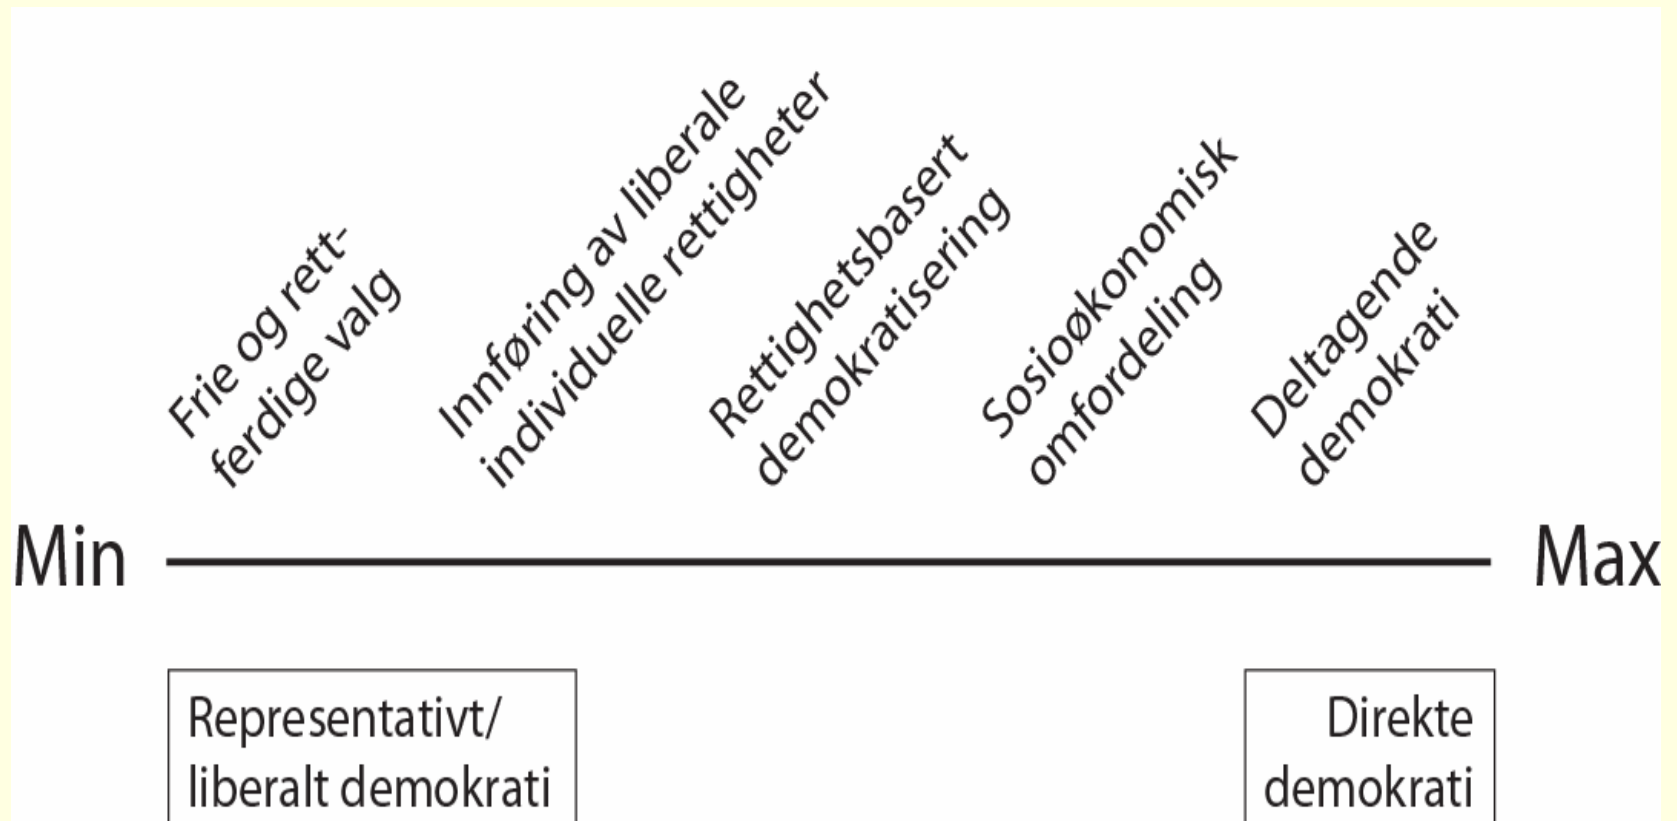 Frie og rett-
ferdige valg
Innføring av liberale
individuelle rettigheter
Rettighetsbasert
demokratisering
Sosioøkonomisk
omfordeling
Deltagende
demokrati
Min
Max
Representativt/
liberalt demokrati
Direkte
demokrati